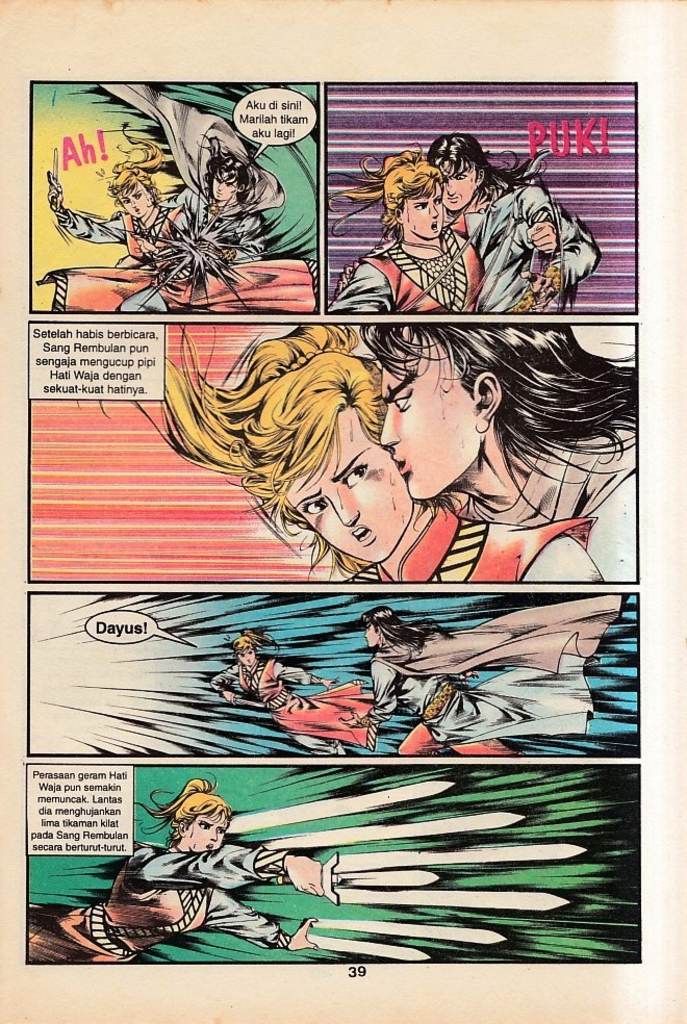 Ah!
Aku di sini!
Marilah tikam
aku lagi!
PUK!
Setelah habis berbicara,
Sang Rembulan pun
sengaja mengucup pipi
Hati Waja dengan
sekuat-kuat hatinya.
Dayus!
Perasaan geram Hati
Waja pun semakin
memuncak. Lantas
dia menghujankan
lima tikaman kilat
pada Sang Rembulan
secara berturut-turut.
39